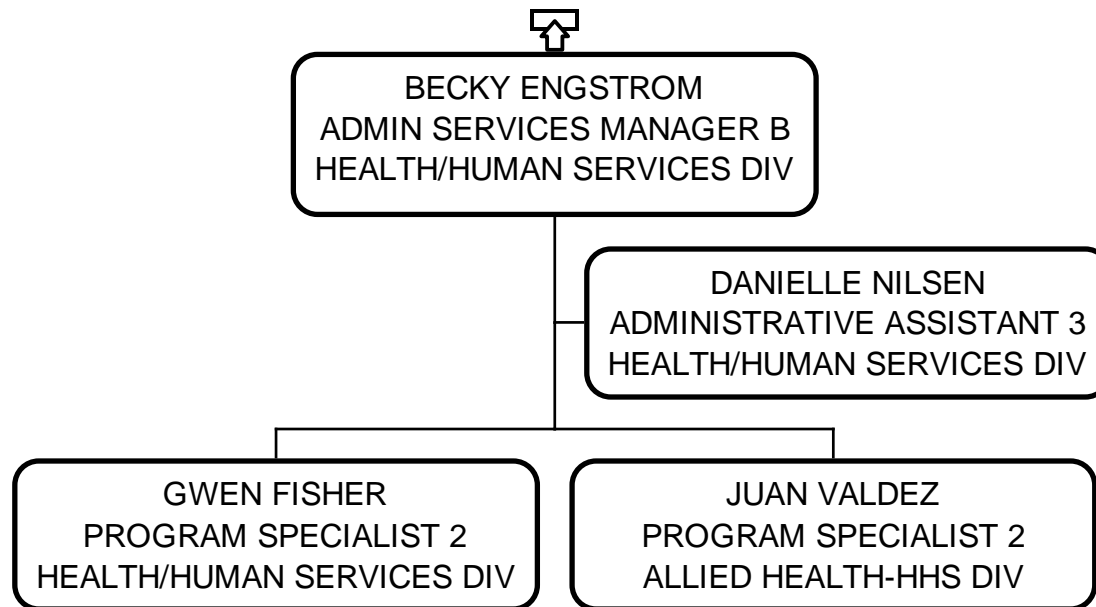 BECKY ENGSTROM
ADMIN SERVICES MANAGER B
HEALTH/HUMAN SERVICES DIV
DANIELLE NILSEN
ADMINISTRATIVE ASSISTANT 3
HEALTH/HUMAN SERVICES DIV
GWEN FISHER
PROGRAM SPECIALIST 2
HEALTH/HUMAN SERVICES DIV
JUAN VALDEZ
PROGRAM SPECIALIST 2
ALLIED HEALTH-HHS DIV